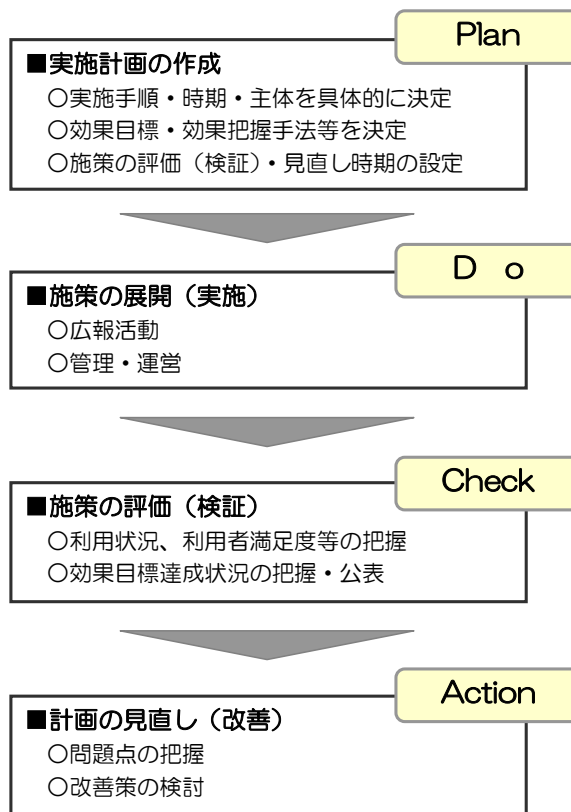 Plan
■実施計画の作成
○実施手順・時期・主体を具体的に決定
○効果目標・効果把握手法等を決定
○施策の評価（検証）・見直し時期の設定
D o
■施策の展開（実施）
○広報活動
○管理・運営
Check
■施策の評価（検証）
○利用状況、利用者満足度等の把握
○効果目標達成状況の把握・公表
Action
■計画の見直し（改善）
○問題点の把握
○改善策の検討